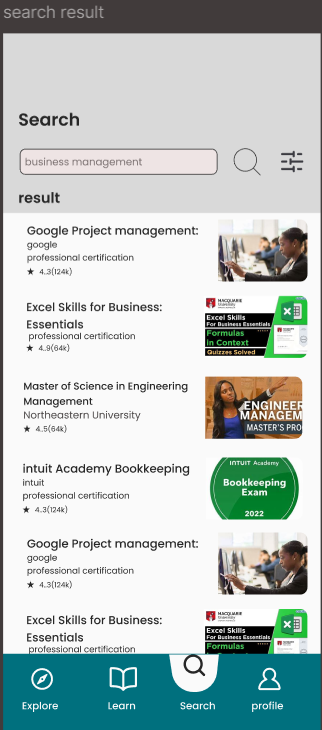 search result
Search
business management
result
Google Project management:
google
professional certification
★ 4.3(124k)
MACQUARIE
University
Excel Skills
For Business Essentials
Formulas
in Context
Quizzes Solved
Excel Skills for Business:
Essentials
professional certification
★ 4.9(64k)
Master of Science in Engineering
Management
Northeastern University
★ 4.5(64k)
ENGINEER
MANAGEM
MASTER'S PRO
intuit Academy Bookkeeping
intuit
professional certification
★ 4.3(124k)
INTUIT Academy
Bookkeeping
Exam
2022
Google Project management:
google
professional certification
★ 4.3(124k)
Excel Skills for Business:
Essentials
professional certification
MACQUARIE
University
Excel Skills
For Business Essentials
Formulas
Explore
Learn
Search
profile